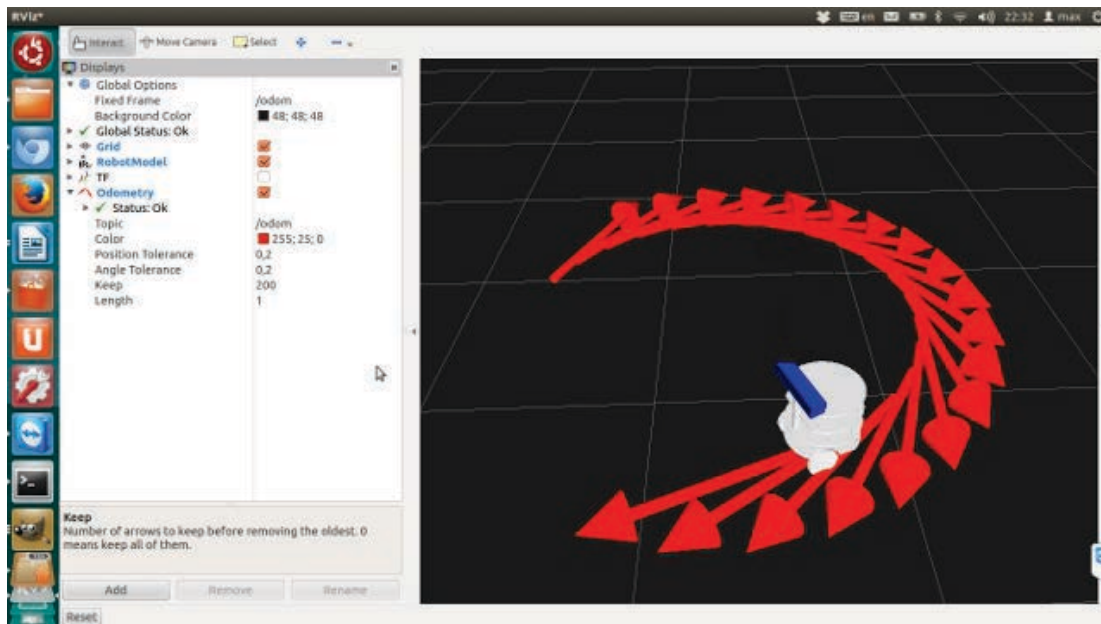 RViz*
en
22:32 max
Interact Move Camera Select
Displays
Global Options
Fixed Frame /odom
Background Color 48; 48; 48
Global Status: Ok
Grid
RobotModel
TF
Odometry
Status: Ok
Topic /odom
Color 255; 25; 0
Position Tolerance 0,2
Angle Tolerance 0,2
Keep 200
Length 1
Keep
Number of arrows to keep before removing the oldest. 0
means keep all of them.
Add Remove Rename
Reset